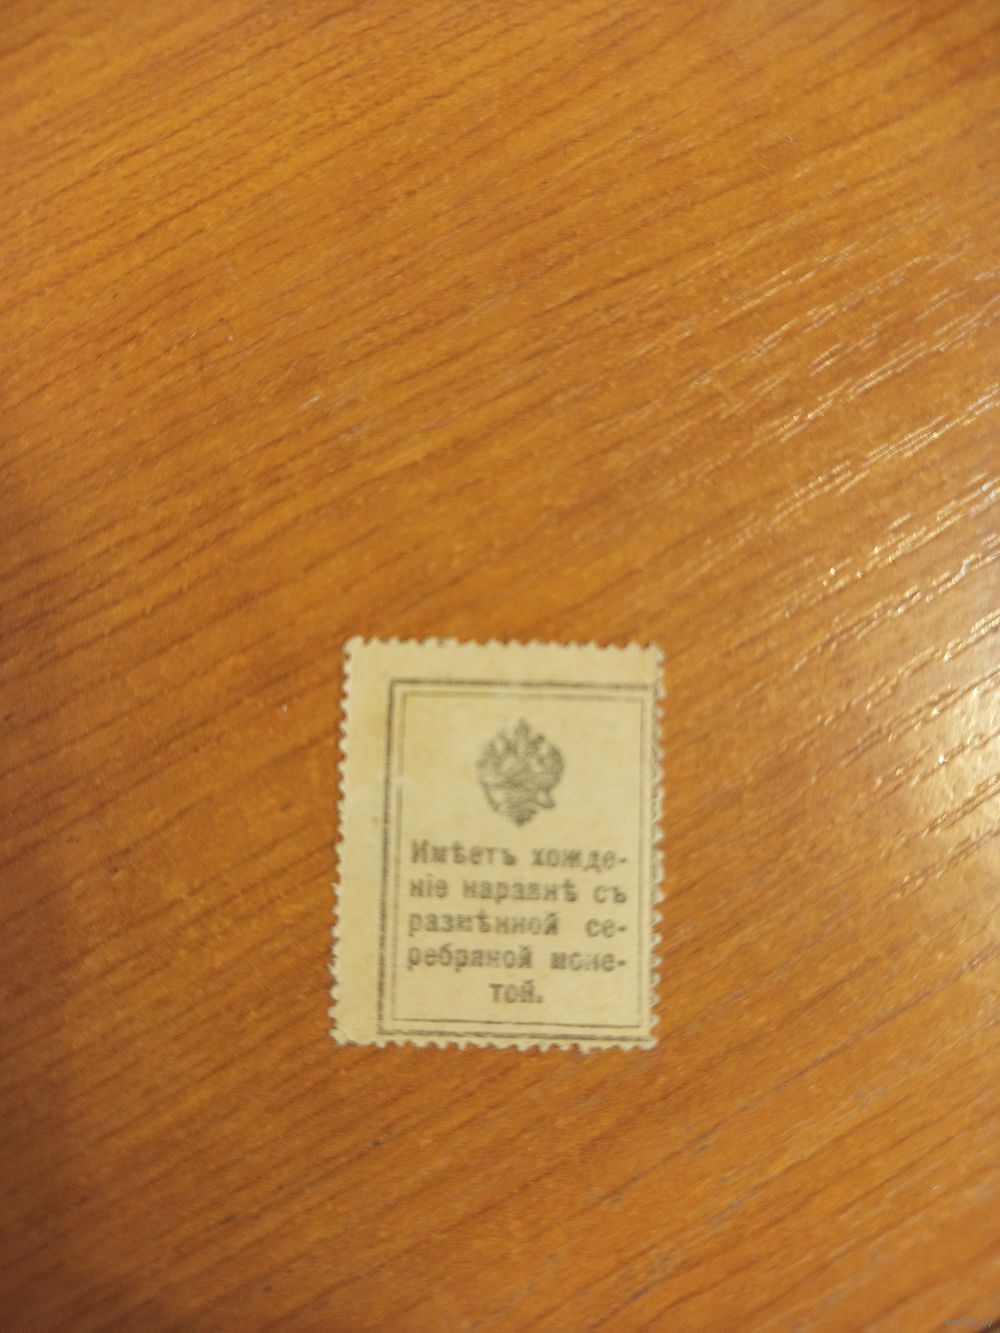 Имѣетъ хожде-
нiе наравнѣ съ
размѣнной се-
ребряной моне-
той.